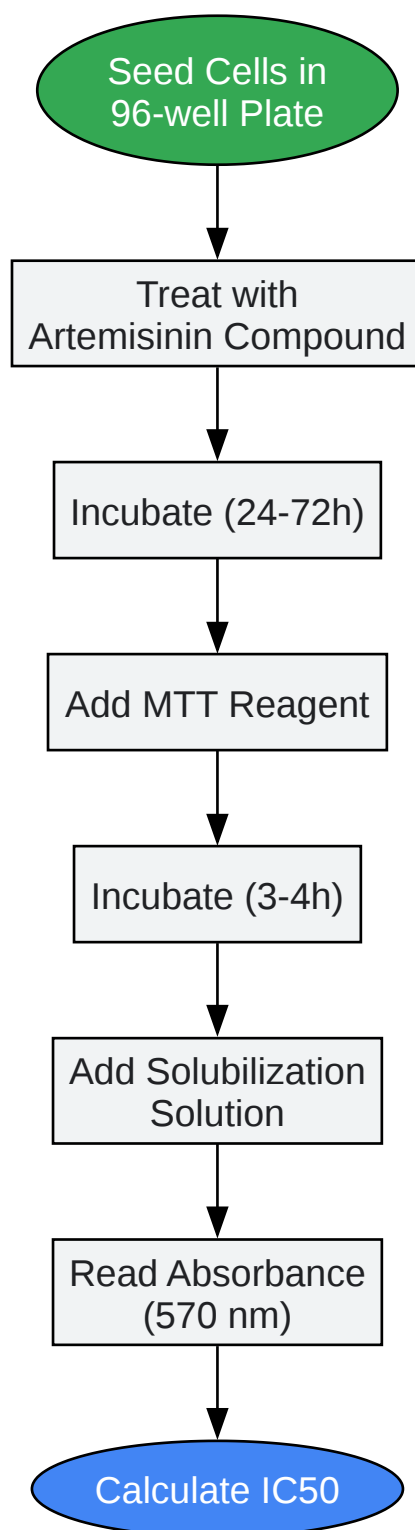 Seed Cells in
96-well Plate
Treat with
Artemisinin Compound
Incubate (24-72h)
Add MTT Reagent
Incubate (3-4h)
Add Solubilization
Solution
Read Absorbance
(570 nm)
Calculate IC50